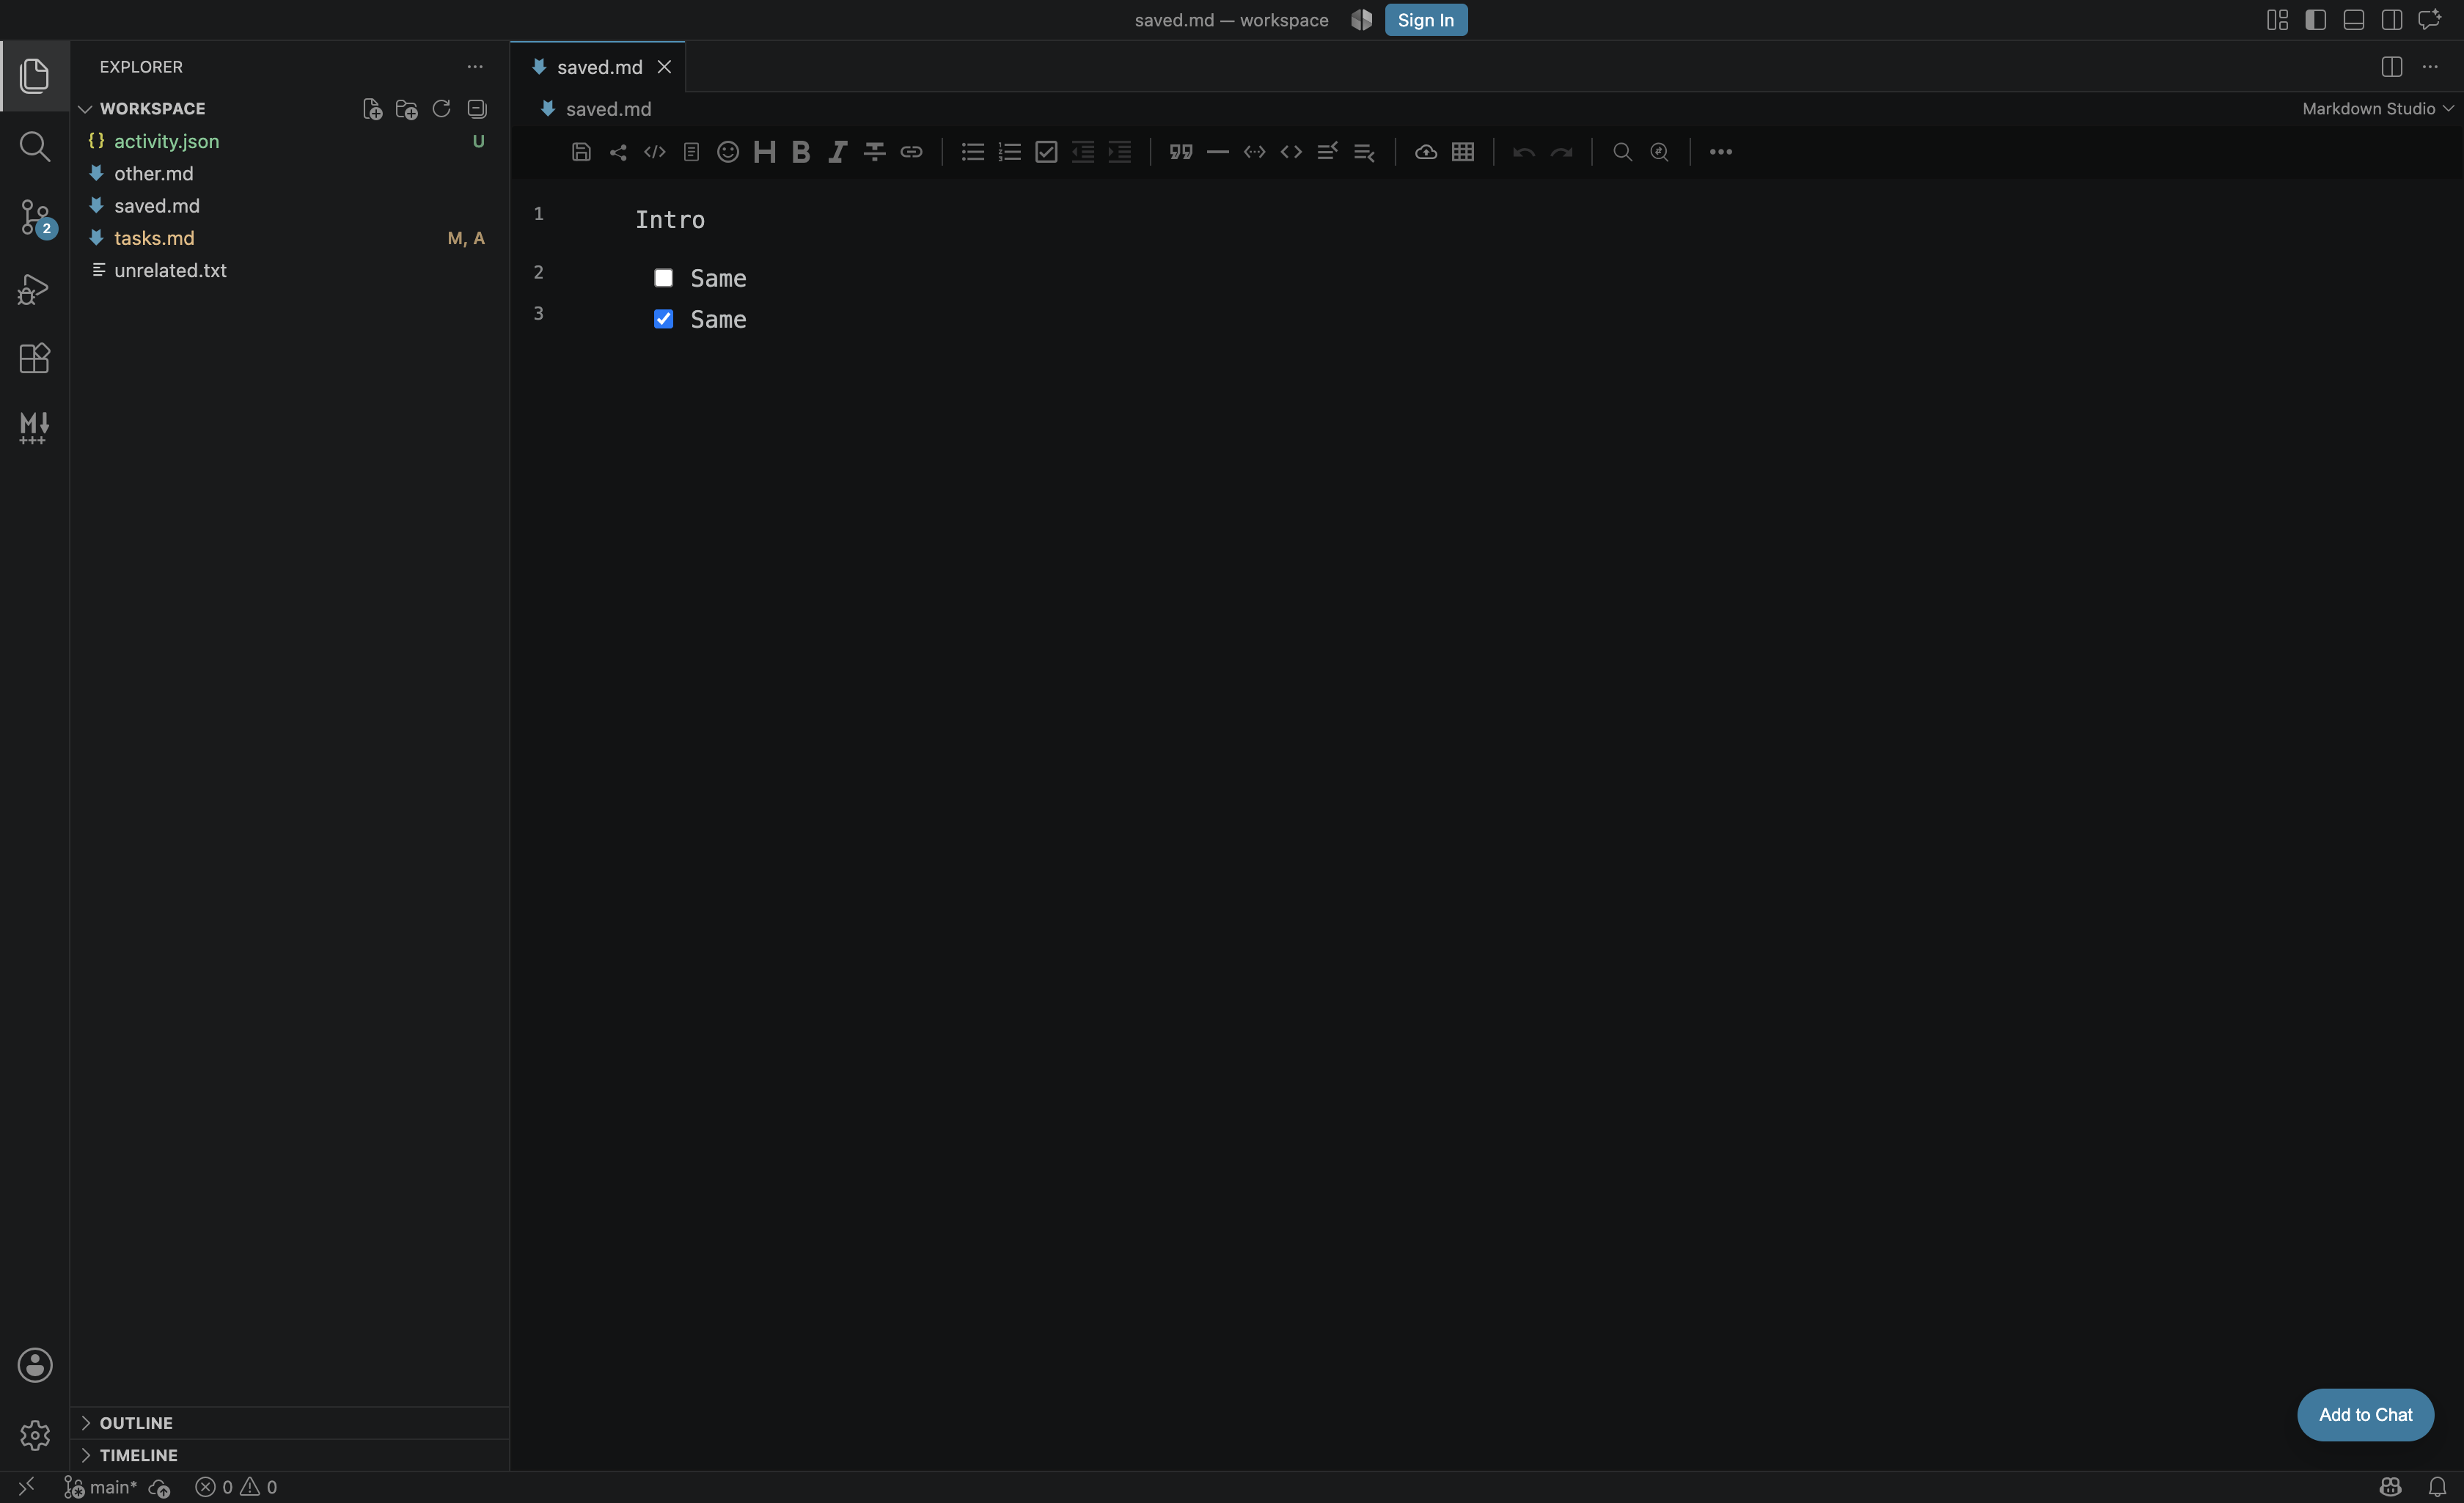 saved.md — workspace
Sign In
EXPLORER
WORKSPACE
activity.json U
other.md
saved.md
tasks.md M, A
unrelated.txt
2
OUTLINE
TIMELINE
saved.md
saved.md
Markdown Studio
1 Intro
2 Same
3 Same
Add to Chat
main* 0 0